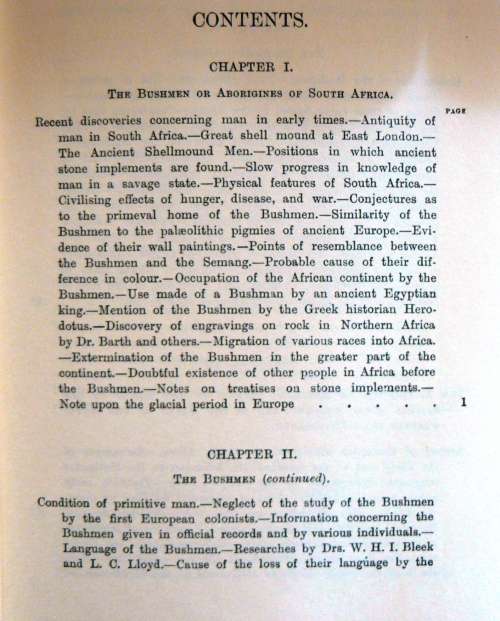 CONTENTS.
CHAPTER I.
The Bushmen or Aborigines of South Africa.
PAGE
Recent discoveries concerning man in early times.—Antiquity of
man in South Africa.—Great shell mound at East London.—
The Ancient Shellmound Men.—Positions in which ancient
stone implements are found.—Slow progress in knowledge of
man in a savage state.—Physical features of South Africa.—
Civilising effects of hunger, disease, and war.—Conjectures as
to the primeval home of the Bushmen.—Similarity of the
Bushmen to the palæolithic pigmies of ancient Europe.—Evi-
dence of their wall paintings.—Points of resemblance between
the Bushmen and the Semang.—Probable cause of their dif-
ference in colour.—Occupation of the African continent by the
Bushmen.—Use made of a Bushman by an ancient Egyptian
king.—Mention of the Bushmen by the Greek historian Hero-
dotus.—Discovery of engravings on rock in Northern Africa
by Dr. Barth and others.—Migration of various races into Africa.
—Extermination of the Bushmen in the greater part of the
continent.—Doubtful existence of other people in Africa before
the Bushmen.—Notes on treatises on stone implements.—
Note upon the glacial period in Europe . . . . . 1
CHAPTER II.
The Bushmen (continued).
Condition of primitive man.—Neglect of the study of the Bushmen
by the first European colonists.—Information concerning the
Bushmen given in official records and by various individuals.—
Language of the Bushmen.—Researches by Drs. W. H. I. Bleek
and L. C. Lloyd.—Cause of the loss of their language by the